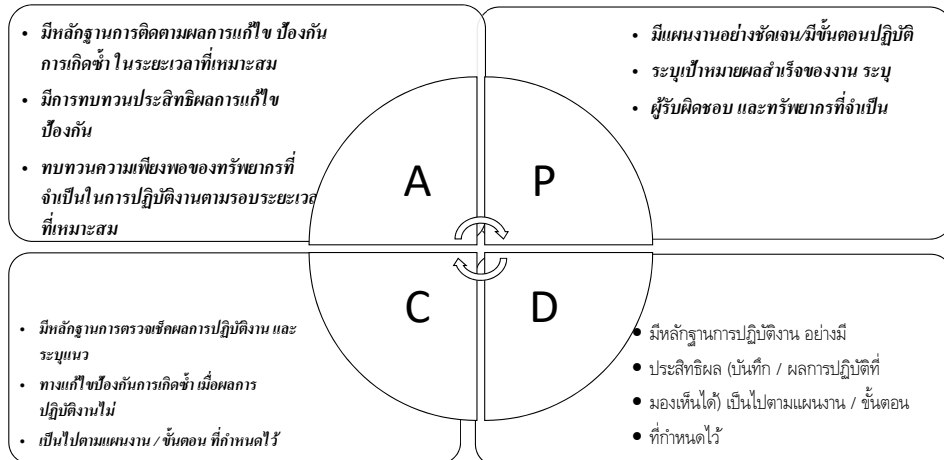 • มีหลักฐานการติดตามผลการแก้ไข ป้องกัน
การเกิดซ้ำ ในระยะเวลาที่เหมาะสม
• มีการทบทวนประสิทธิผลการแก้ไข
ป้องกัน
• ทบทวนความเพียงพอของทรัพยากรที่
จำเป็นในการปฏิบัติงานตามรอบระยะเวล
ที่เหมาะสม
• มีแผนงานอย่างชัดเจน/มีขั้นตอนปฏิบัติ
• ระบุเป้าหมายผลสำเร็จของงาน ระบุ
• ผู้รับผิดชอบ และทรัพยากรที่จำเป็น
A
P
C
D
• มีหลักฐานการตรวจเช็คผลการปฏิบัติงาน และ
ระบุแนว
• ทางแก้ไขป้องกันการเกิดซ้ำ เมื่อผลการ
ปฏิบัติงานไม่
• เป็นไปตามแผนงาน / ขั้นตอน ที่กำหนดไว้
● มีหลักฐานการปฏิบัติงาน อย่างมี
● ประสิทธิผล (บันทึก / ผลการปฏิบัติที่
● มองเห็นได้) เป็นไปตามแผนงาน / ขั้นตอน
● ที่กำหนดไว้